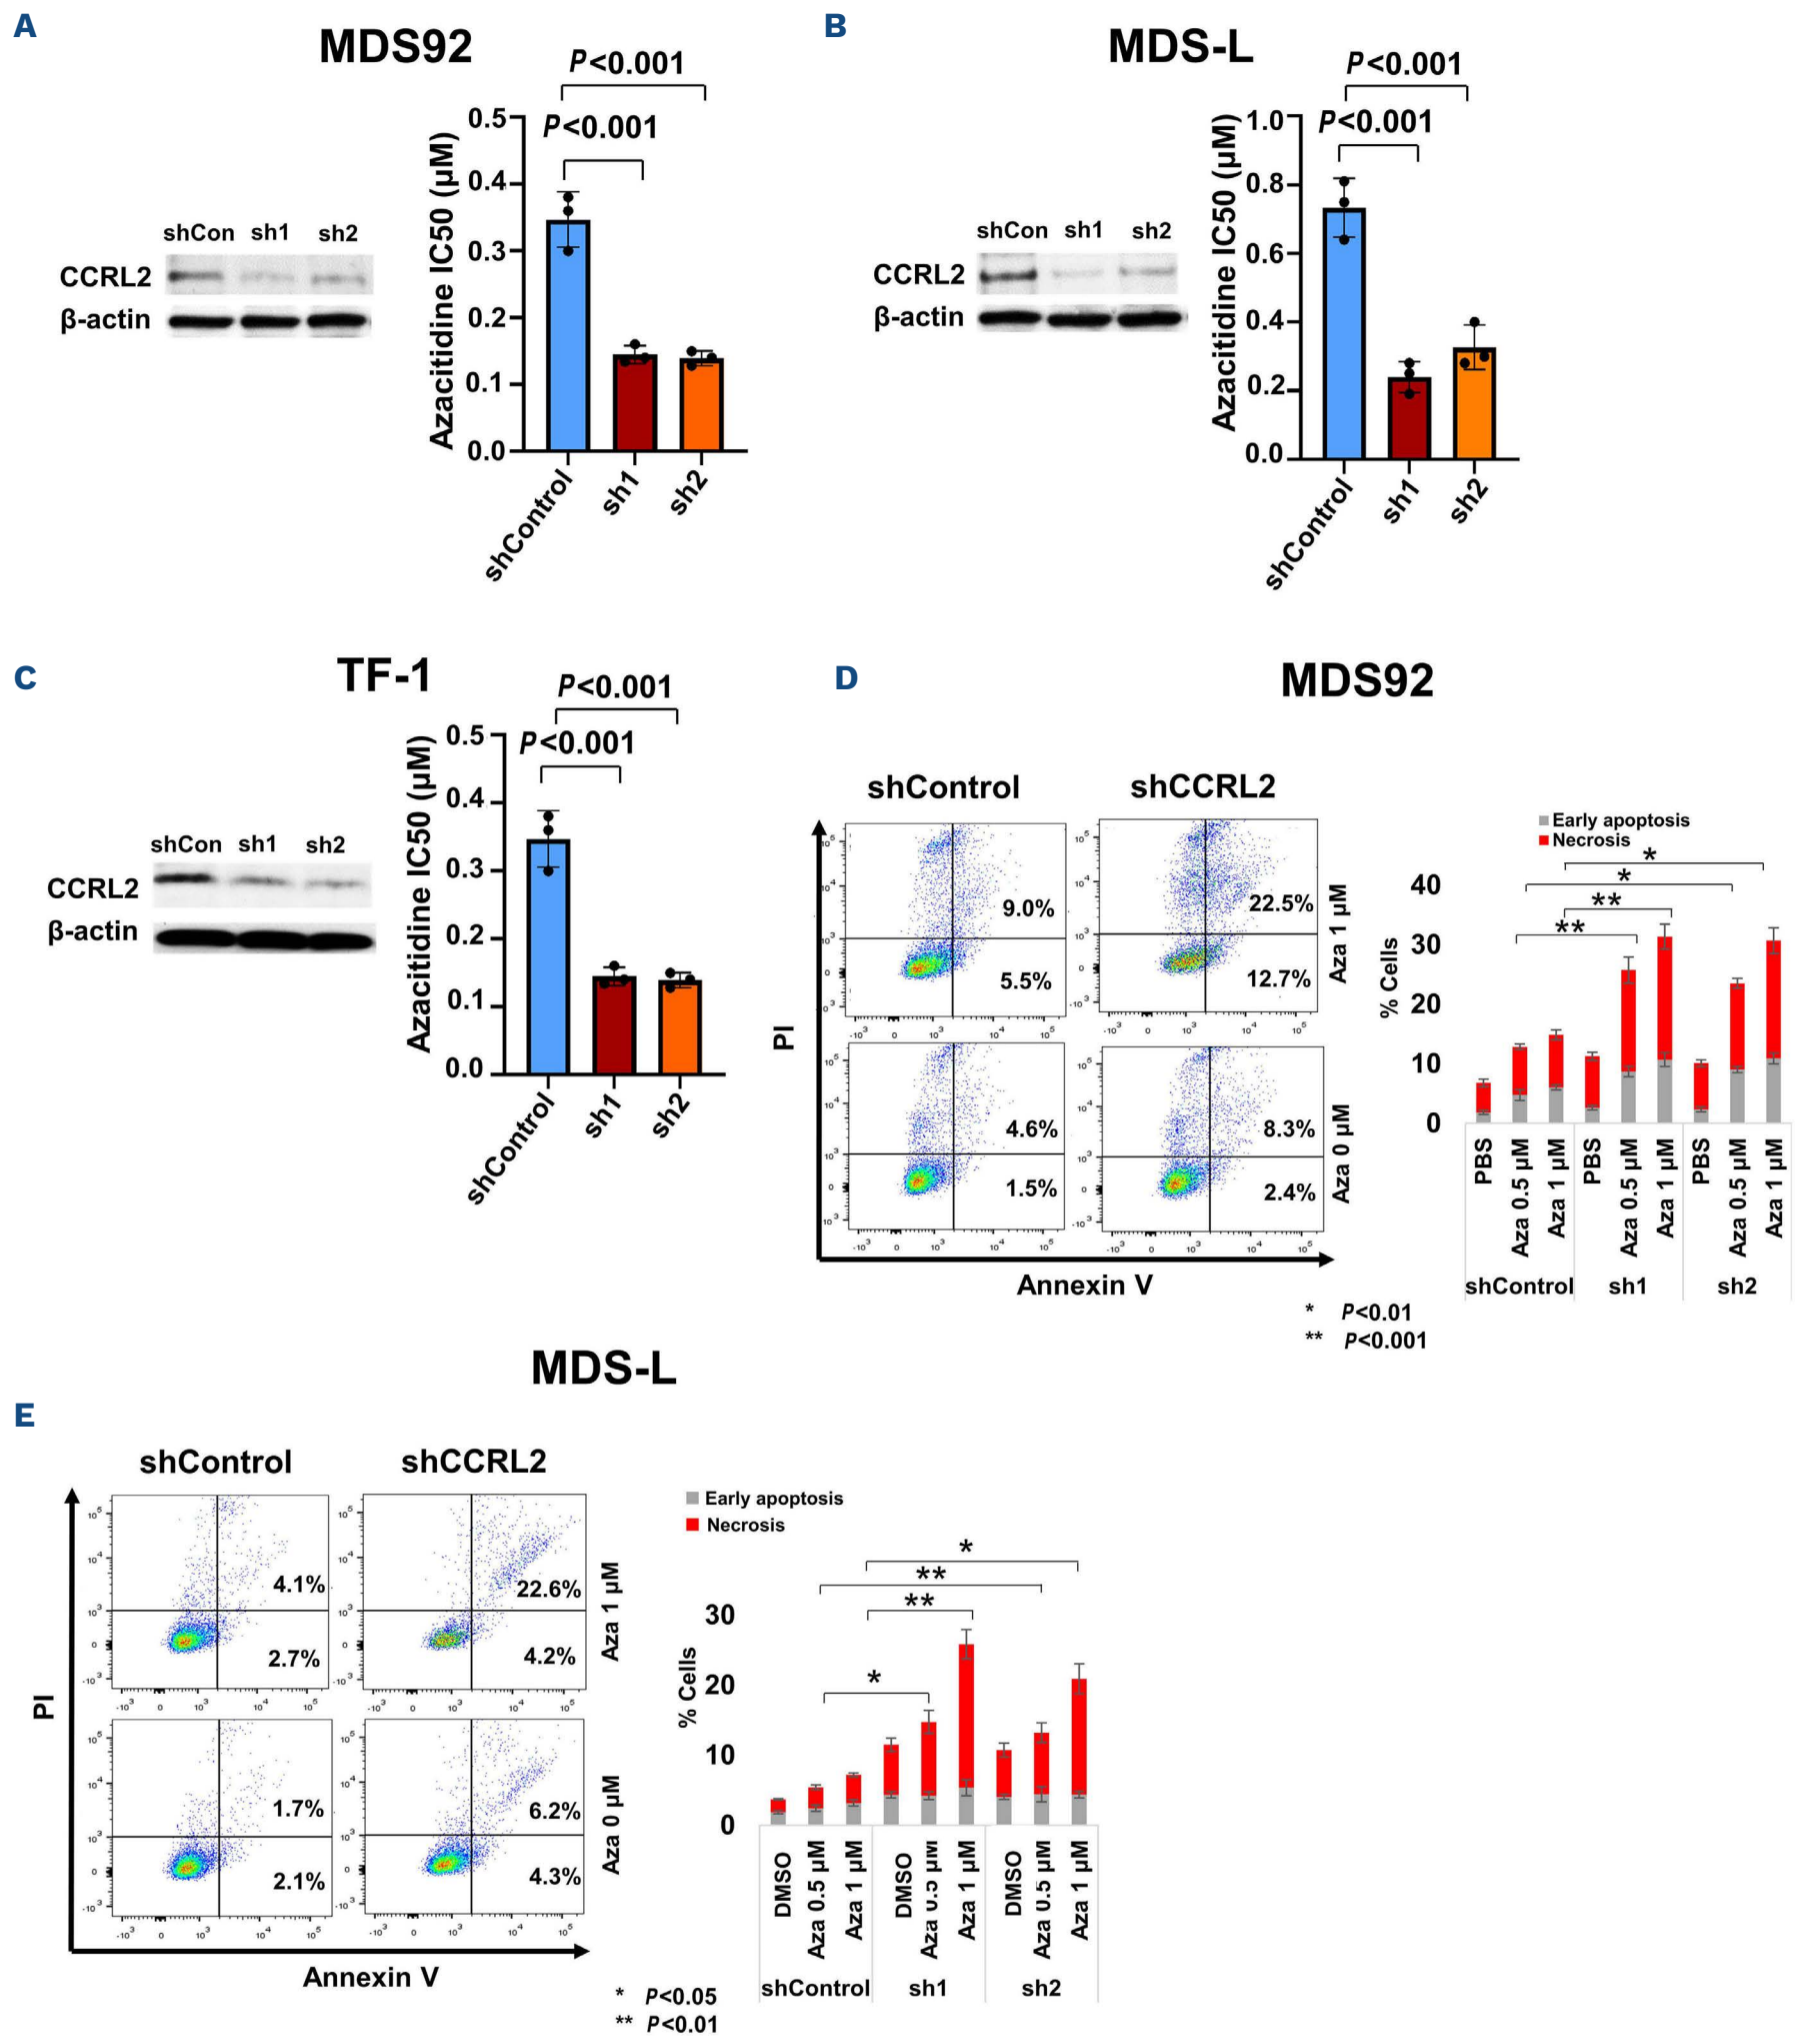 A
MDS92
P<0.001
P<0.001
shCon sh1 sh2
CCRL2
β-actin
Azacitidine IC50 (µM)
0.5
0.4
0.3
0.2
0.1
0.0
shControl
sh1
sh2
B
MDS-L
P<0.001
P<0.001
shCon sh1 sh2
CCRL2
β-actin
Azacitidine IC50 (µM)
1.0
0.8
0.6
0.4
0.2
0.0
shControl
sh1
sh2
C
TF-1
P<0.001
P<0.001
shCon sh1 sh2
CCRL2
β-actin
Azacitidine IC50 (µM)
0.5
0.4
0.3
0.2
0.1
0.0
shControl
sh1
sh2
D
MDS92
shControl shCCRL2
9.0%
5.5%
22.5%
12.7%
Aza 1 µM
4.6%
1.5%
8.3%
2.4%
Aza 0 µM
PI
Annexin V
Early apoptosis
Necrosis
*
*
**
**
% Cells
40
30
20
10
0
PBS
Aza 0.5 µM
Aza 1 µM
PBS
Aza 0.5 µM
Aza 1 µM
PBS
Aza 0.5 µM
Aza 1 µM
shControl sh1 sh2
* P<0.01
** P<0.001
E
MDS-L
shControl shCCRL2
4.1%
2.7%
22.6%
4.2%
Aza 1 µM
1.7%
2.1%
6.2%
4.3%
Aza 0 µM
PI
Annexin V
Early apoptosis
Necrosis
*
**
**
*
% Cells
30
20
10
0
DMSO
Aza 0.5 µM
Aza 1 µM
DMSO
Aza 0.5 µM
Aza 1 µM
DMSO
Aza 0.5 µM
Aza 1 µM
shControl sh1 sh2
* P<0.05
** P<0.01